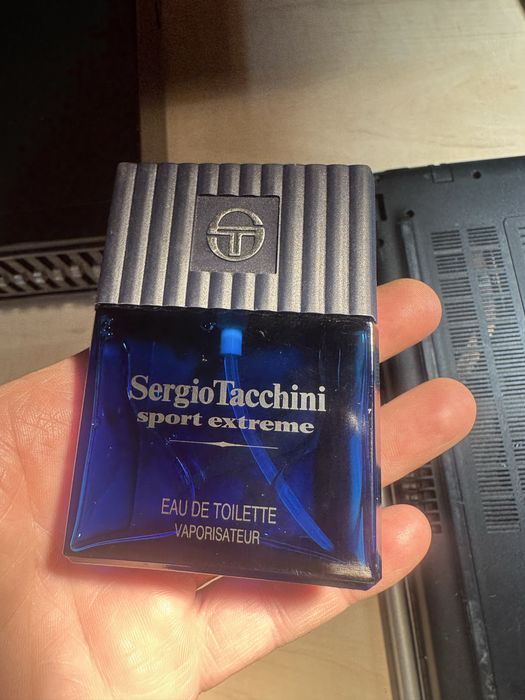 SergioTacchini
sport extreme
EAU DE TOILETTE
VAPORISATEUR